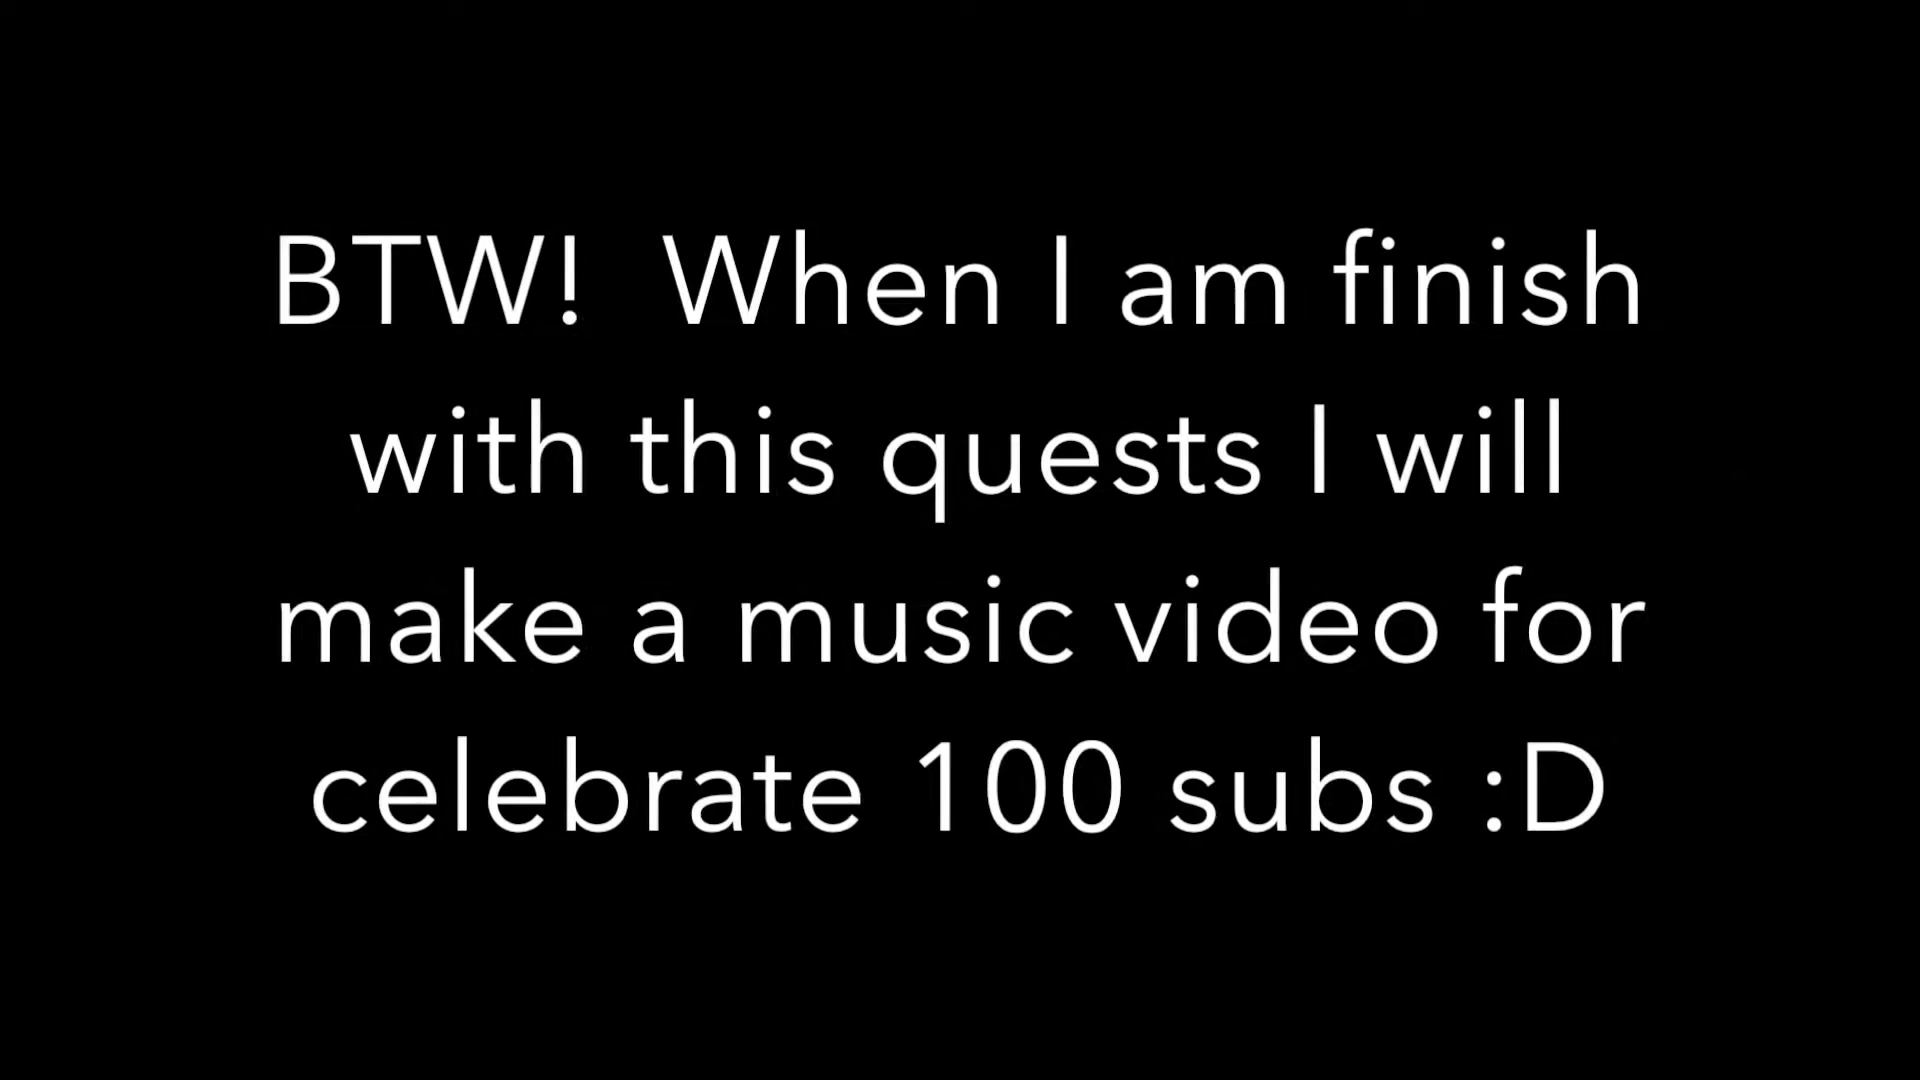 BTW!  When I am finish
with this quests I will
make a music video for
celebrate 100 subs :D